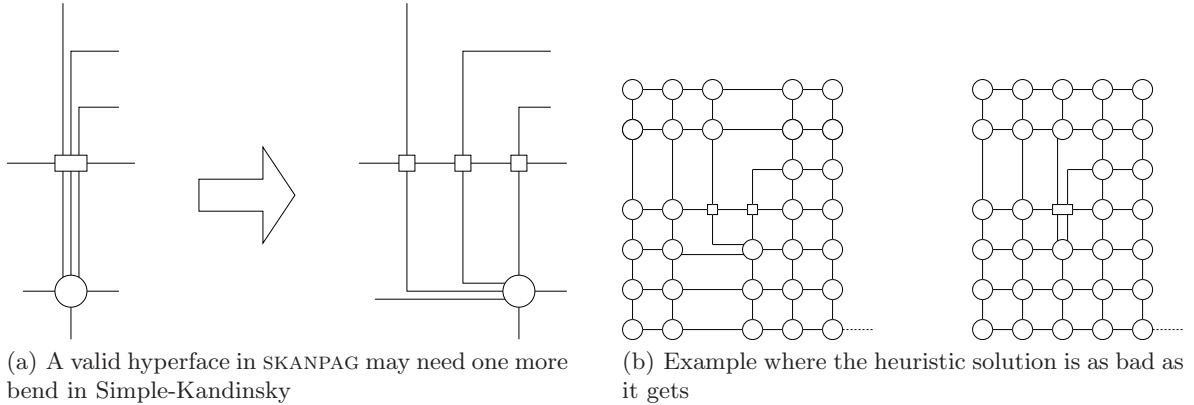 (a) A valid hyperface in SKANPAG may need one more
bend in Simple-Kandinsky
(b) Example where the heuristic solution is as bad as
it gets